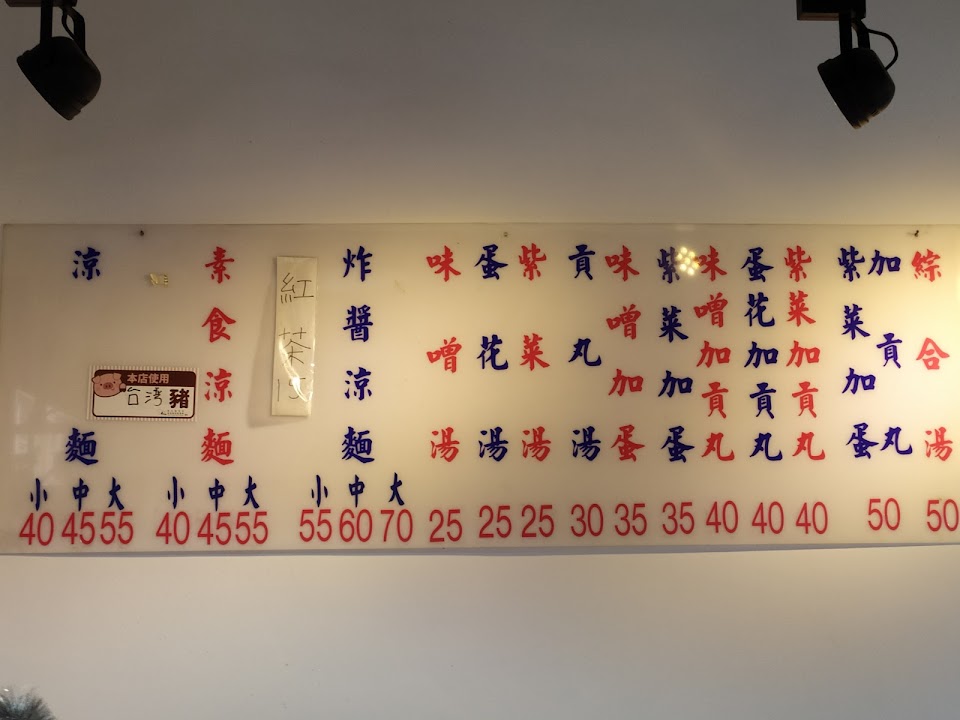 涼麵
小 中 大
40 45 55
本店使用
台灣豬
素食涼麵
小 中 大
40 45 55
紅茶15
炸醬涼麵
小 中 大
55 60 70
味噌湯
25
蛋花湯
25
紫菜湯
25
貢丸湯
30
味噌加蛋
35
紫菜加蛋
35
味噌加貢丸
40
蛋花加貢丸
40
紫菜加貢丸
40
紫菜加蛋
加貢丸
50
綜合湯
50